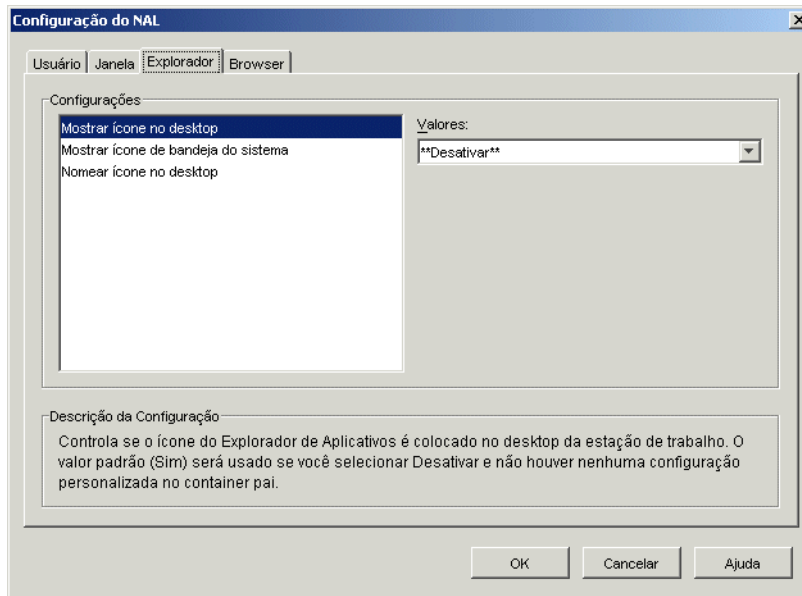 Configuração do NAL
Usuário Janela Explorador Browser
Configurações
Mostrar ícone no desktop
Mostrar ícone de bandeja do sistema
Nomear ícone no desktop
Valores:
**Desativar**
Descrição da Configuração
Controla se o ícone do Explorador de Aplicativos é colocado no desktop da estação de trabalho. O
valor padrão (Sim) será usado se você selecionar Desativar e não houver nenhuma configuração
personalizada no container pai.
OK Cancelar Ajuda